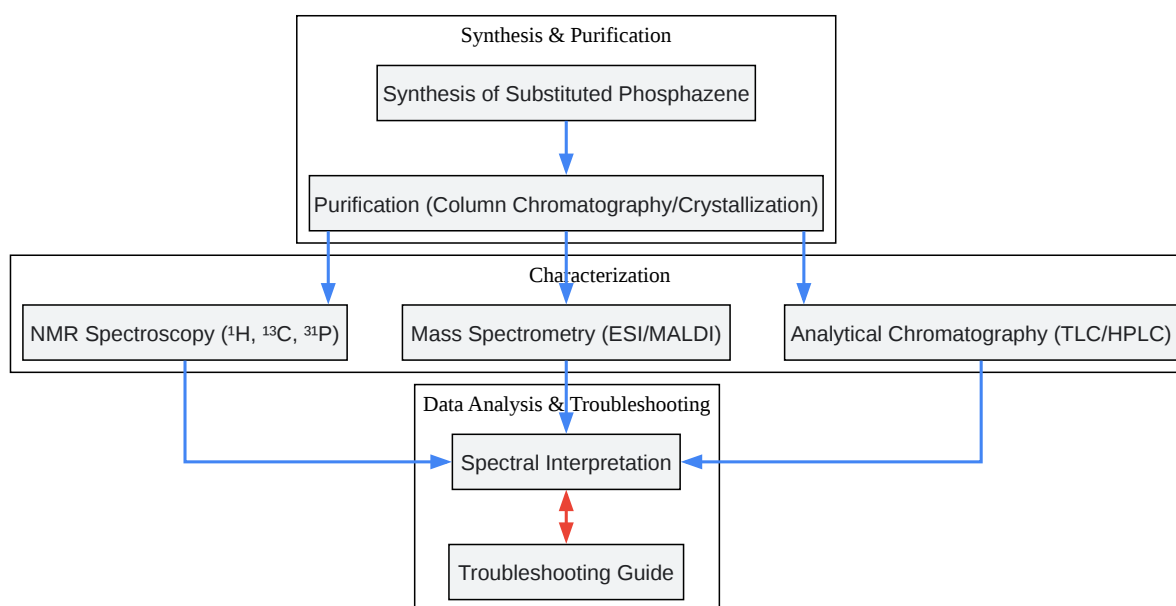 Synthesis & Purification
Synthesis of Substituted Phosphazene
Purification (Column Chromatography/Crystallization)
Characterization
NMR Spectroscopy (¹H, ¹³C, ³¹P)
Mass Spectrometry (ESI/MALDI)
Analytical Chromatography (TLC/HPLC)
Data Analysis & Troubleshooting
Spectral Interpretation
Troubleshooting Guide